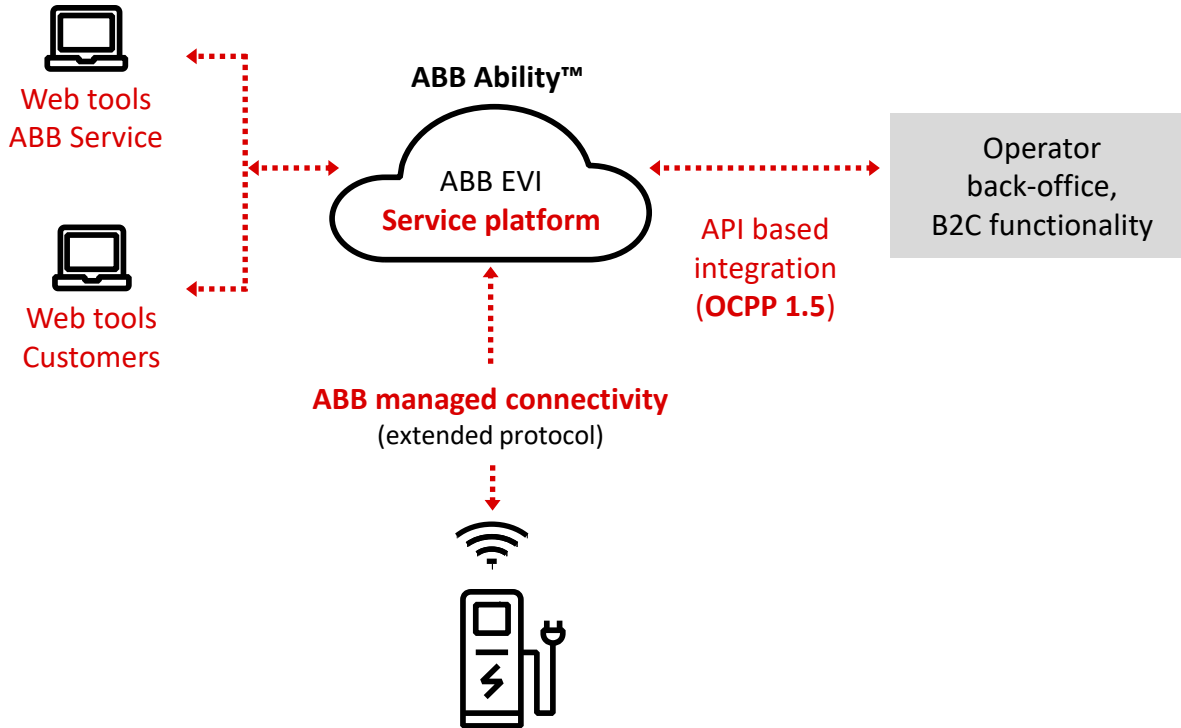 Web tools
ABB Service
ABB Ability™
ABB EVI
Service platform
Operator
back-office,
B2C functionality
API based
integration
(OCPP 1.5)
Web tools
Customers
ABB managed connectivity
(extended protocol)